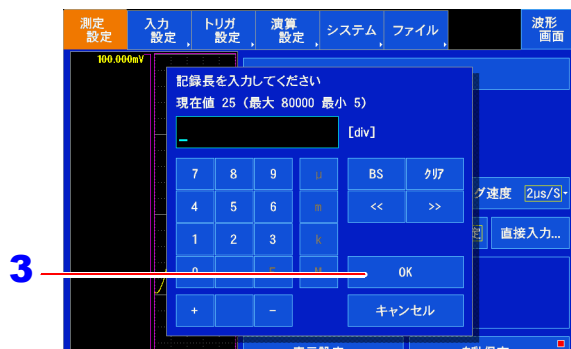 測定設定 入力設定 トリガ設定 演算設定 システム ファイル 波形画面
100.000mV
記録長を入力してください
現在値 25 (最大 80000 最小 5)
[div]
7 8 9 μ BS クリア
4 5 6 m << >>
グ速度 2μs/S
1 2 3 k
直接入力...
3
OK
+ - キャンセル